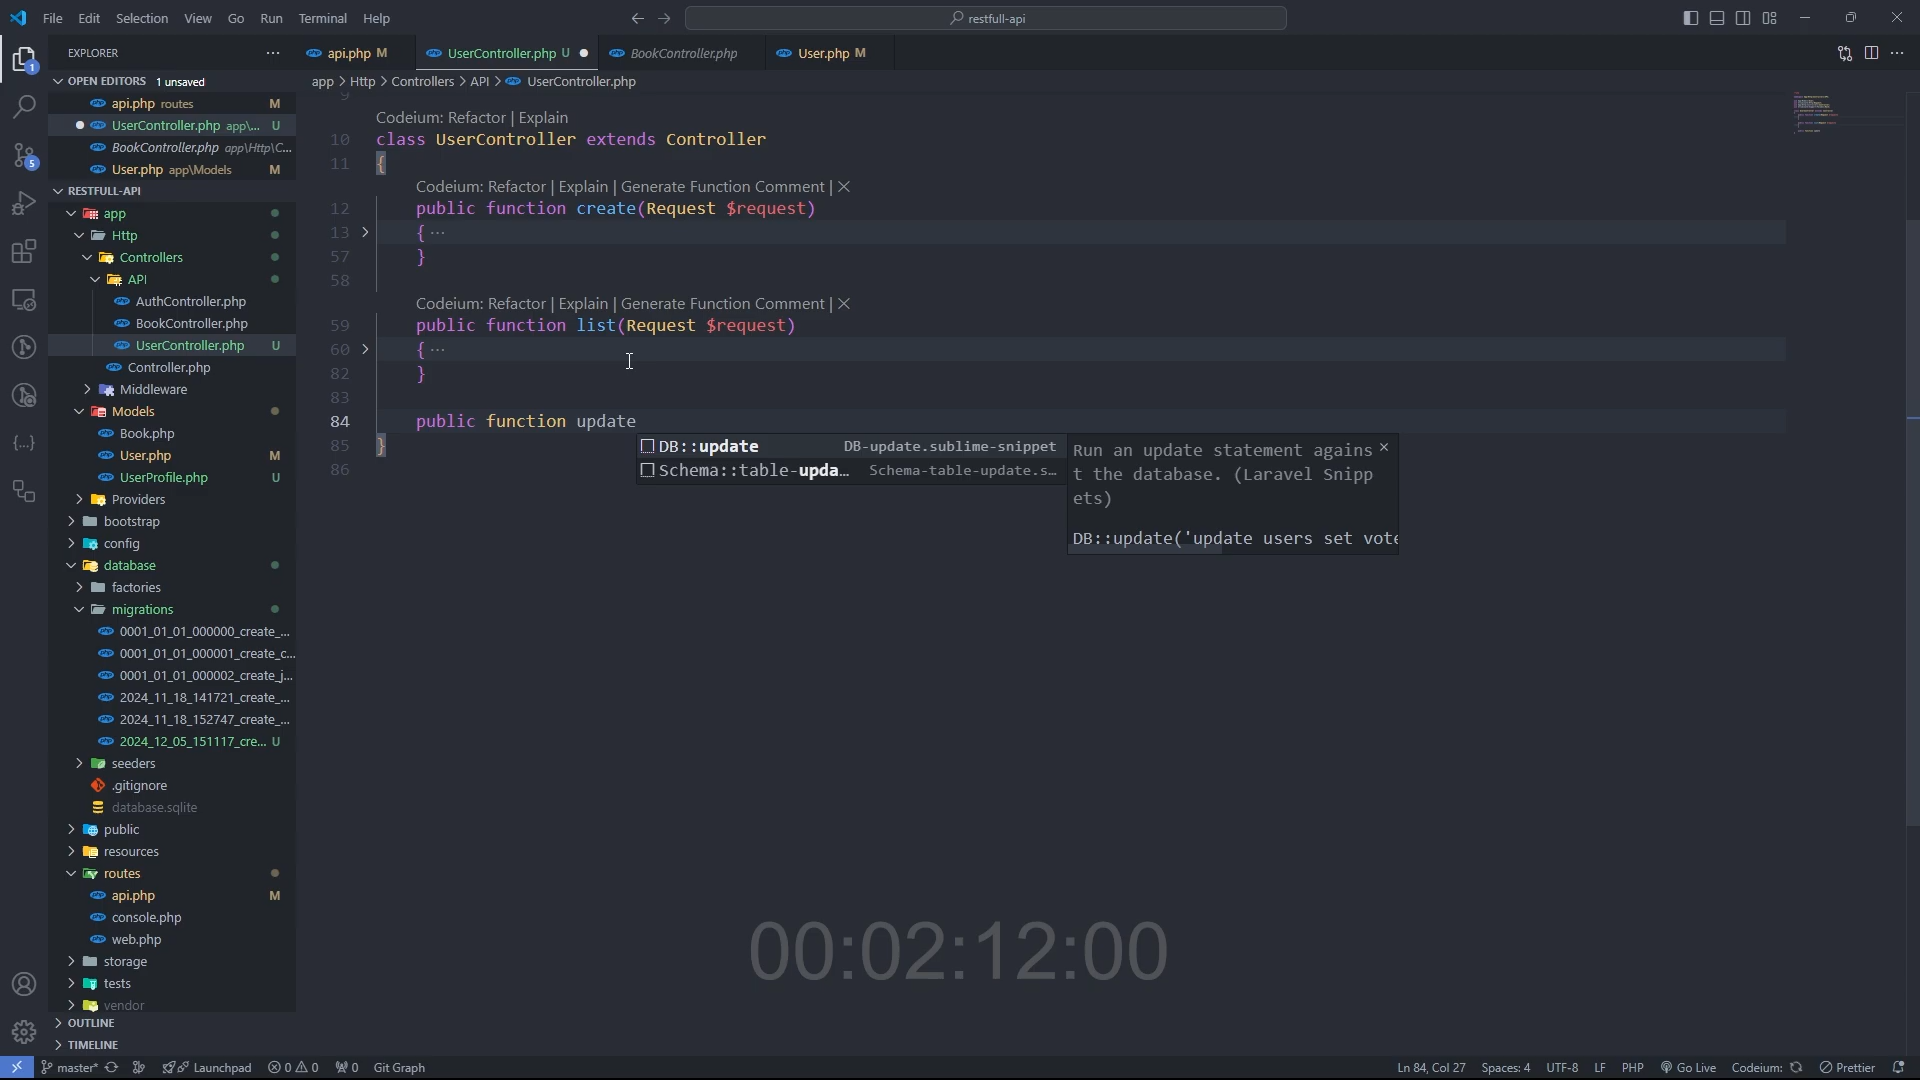 File Edit Selection View Go Run Terminal Help
restfull-api
EXPLORER
api.php M
UserController.php U
BookController.php
User.php M
OPEN EDITORS 1 unsaved
api.php routes M
UserController.php app\... U
BookController.php app\Http\C...
User.php app\Models M
RESTFULL-API
app
Http
Controllers
API
AuthController.php
BookController.php
UserController.php U
Controller.php
Middleware
Models
Book.php
User.php M
UserProfile.php U
Providers
bootstrap
config
database
factories
migrations
0001_01_01_000000_create_...
0001_01_01_000001_create_c...
0001_01_01_000002_create_j...
2024_11_18_141721_create_...
2024_11_18_152747_create_...
2024_12_05_151117_cre... U
seeders
.gitignore
database.sqlite
public
resources
routes
api.php M
console.php
web.php
storage
tests
vendor
OUTLINE
TIMELINE
1
5
app > Http > Controllers > API > UserController.php
9
Codeium: Refactor | Explain
10 class UserController extends Controller
11 {
Codeium: Refactor | Explain | Generate Function Comment | X
12 public function create(Request $request)
13 { ...
57 }
58
Codeium: Refactor | Explain | Generate Function Comment | X
59 public function list(Request $request)
60 { ...
82 }
83
84 public function update
85 }
86
DB::update DB-update.sublime-snippet
Schema::table-upda... Schema-table-update.s...
Run an update statement agains
t the database. (Laravel Snipp
ets)
DB::update('update users set vote
00:02:12:00
master* Launchpad 0 0 0 Git Graph
Ln 84, Col 27 Spaces: 4 UTF-8 LF PHP Go Live Codeium: Prettier